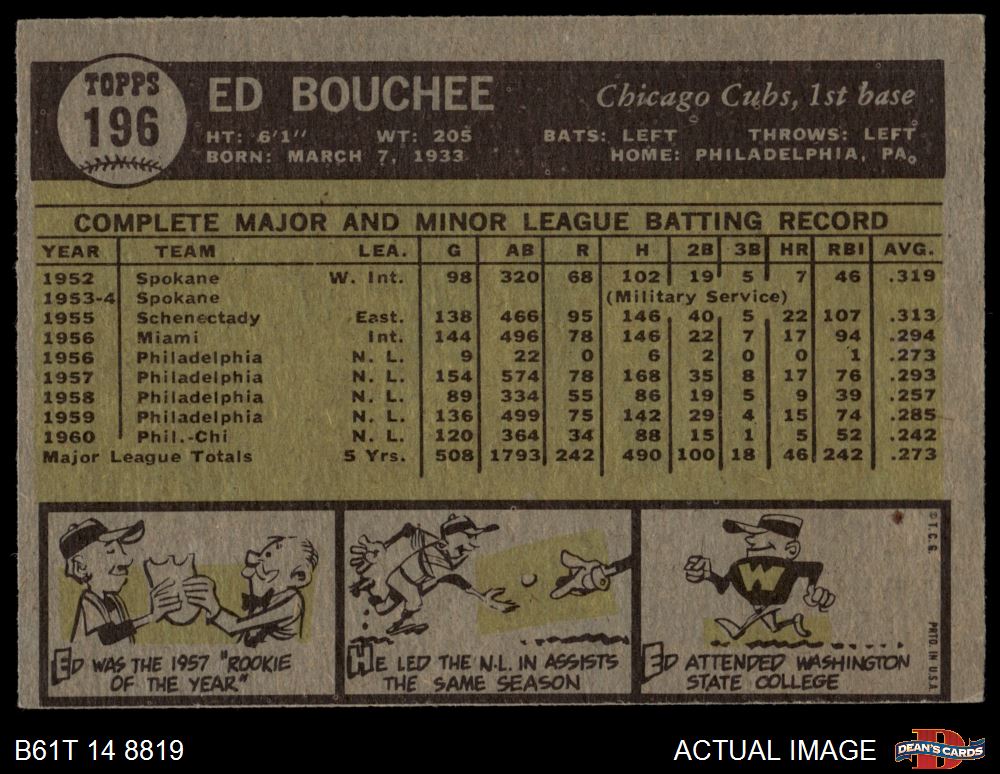 TOPPS
196
ED BOUCHEE
Chicago Cubs, 1st base
HT: 6'1" WT: 205 BATS: LEFT THROWS: LEFT
BORN: MARCH 7, 1933 HOME: PHILADELPHIA, PA.
COMPLETE MAJOR AND MINOR LEAGUE BATTING RECORD
YEAR TEAM LEA. G AB R H 2B 3B HR RBI AVG.
1952 Spokane W. Int. 98 320 68 102 19 5 7 46 .319
1953-4 Spokane (Military Service)
1955 Schenectady East. 138 466 95 146 40 5 22 107 .313
1956 Miami Int. 144 496 78 146 22 7 17 94 .294
1956 Philadelphia N. L. 9 22 0 6 2 0 0 1 .273
1957 Philadelphia N. L. 154 574 78 168 35 8 17 76 .293
1958 Philadelphia N. L. 89 334 55 86 19 5 9 39 .257
1959 Philadelphia N. L. 136 499 75 142 29 4 15 74 .285
1960 Phil.-Chi N. L. 120 364 34 88 15 1 5 52 .242
Major League Totals 5 Yrs. 508 1793 242 490 100 18 46 242 .273
ED WAS THE 1957 "ROOKIE
OF THE YEAR"
HE LED THE N.L. IN ASSISTS
THE SAME SEASON
W
ED ATTENDED WASHINGTON
STATE COLLEGE
© T.C.G.
PRTD IN U.S.A.
B61T 14 8819
ACTUAL IMAGE
D
DEAN'S CARDS